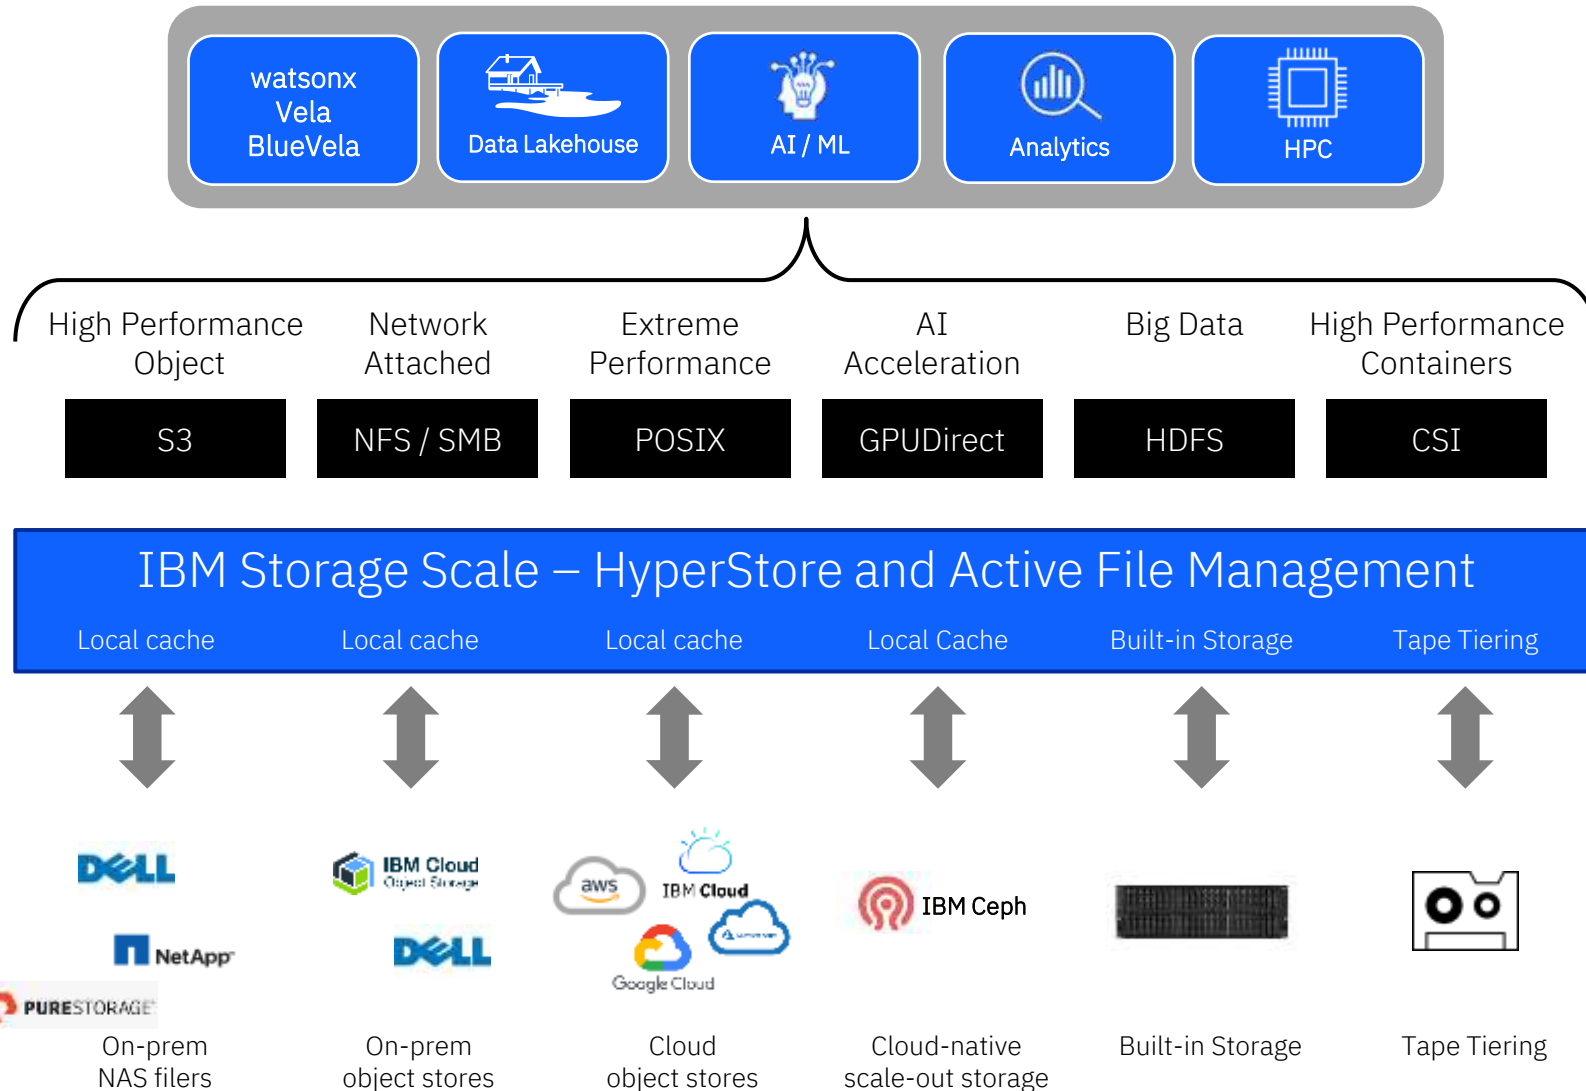 watsonx
Vela
BlueVela
Data Lakehouse
AI / ML
Analytics
HPC
High Performance
Object
Network
Attached
Extreme
Performance
AI
Acceleration
Big Data
High Performance
Containers
S3
NFS / SMB
POSIX
GPUDirect
HDFS
CSI
IBM Storage Scale – HyperStore and Active File Management
Local cache
Local cache
Local cache
Local Cache
Built-in Storage
Tape Tiering
DELL
NetApp
PURESTORAGE
IBM Cloud
Object Storage
DELL
aws
IBM Cloud
Google Cloud
IBM Ceph
On-prem
NAS filers
On-prem
object stores
Cloud
object stores
Cloud-native
scale-out storage
Built-in Storage
Tape Tiering